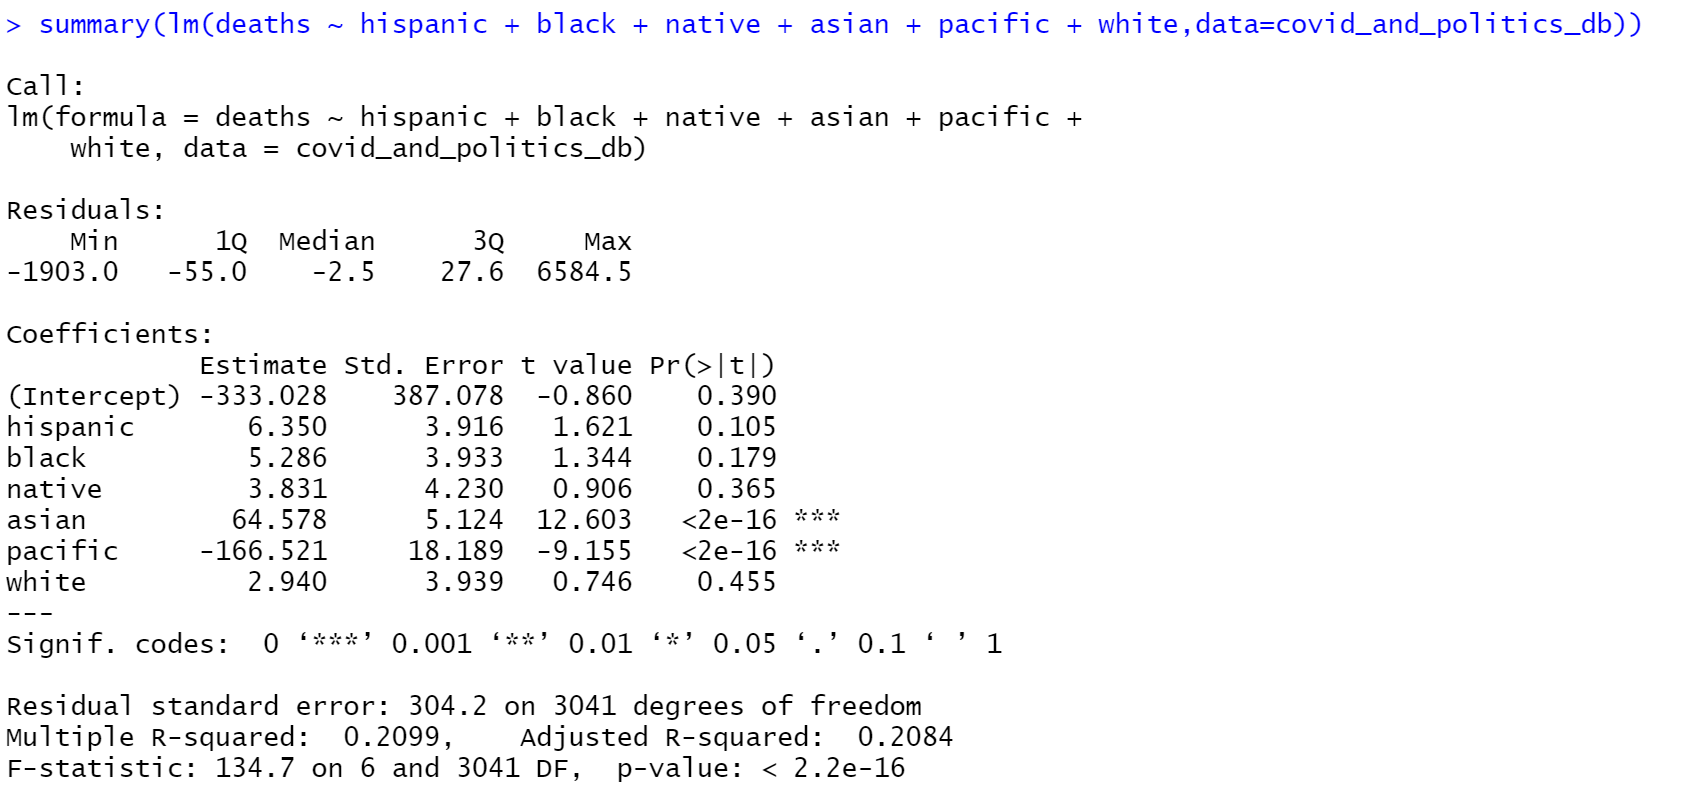 > summary(lm(deaths ~ hispanic + black + native + asian + pacific + white,data=covid_and_politics_db))
Call:
lm(formula = deaths ~ hispanic + black + native + asian + pacific +
    white, data = covid_and_politics_db)
Residuals:
    Min      1Q  Median      3Q     Max
-1903.0   -55.0    -2.5    27.6  6584.5
Coefficients:
            Estimate Std. Error t value Pr(>|t|)
(Intercept) -333.028    387.078  -0.860    0.390
hispanic       6.350      3.916   1.621    0.105
black          5.286      3.933   1.344    0.179
native         3.831      4.230   0.906    0.365
asian         64.578      5.124  12.603   <2e-16 ***
pacific     -166.521     18.189  -9.155   <2e-16 ***
white          2.940      3.939   0.746    0.455
---
Signif. codes:  0 ‘***’ 0.001 ‘**’ 0.01 ‘*’ 0.05 ‘.’ 0.1 ‘ ’ 1
Residual standard error: 304.2 on 3041 degrees of freedom
Multiple R-squared:  0.2099,    Adjusted R-squared:  0.2084
F-statistic: 134.7 on 6 and 3041 DF,  p-value: < 2.2e-16